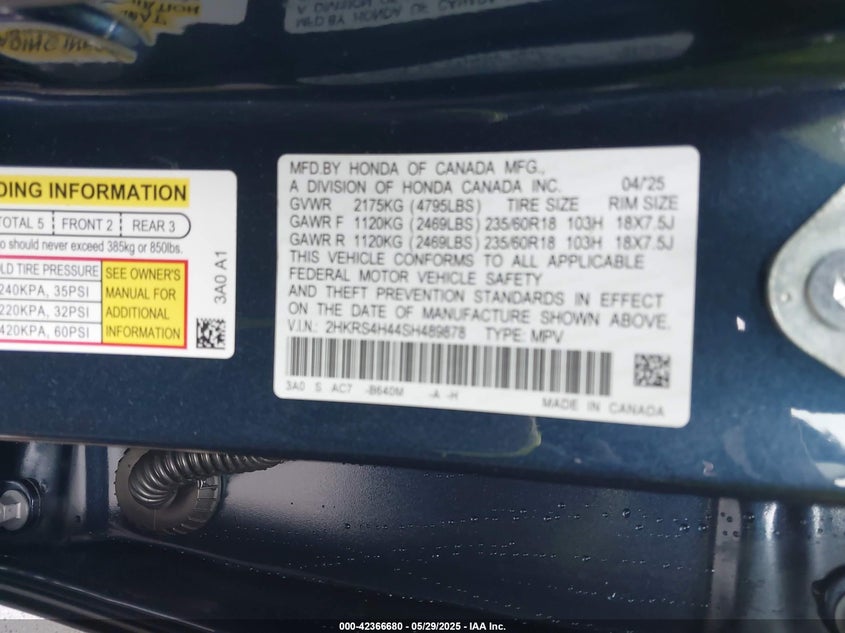 DING INFORMATION
TOTAL 5 FRONT 2 REAR 3
o should never exceed 385kg or 850lbs.
OLD TIRE PRESSURE SEE OWNER'S
240KPA, 35PSI MANUAL FOR
220KPA, 32PSI ADDITIONAL
420KPA, 60PSI INFORMATION
3A0 A1
MFD.BY HONDA OF CANADA MFG.,
A DIVISION OF HONDA CANADA INC. 04/25
GVWR 2175KG (4795LBS) TIRE SIZE RIM SIZE
GAWR F 1120KG (2469LBS) 235/60R18 103H 18X7.5J
GAWR R 1120KG (2469LBS) 235/60R18 103H 18X7.5J
THIS VEHICLE CONFORMS TO ALL APPLICABLE
FEDERAL MOTOR VEHICLE SAFETY
AND THEFT PREVENTION STANDARDS IN EFFECT
ON THE DATE OF MANUFACTURE SHOWN ABOVE.
V.I.N.: 2HKRS4H44SH489878 TYPE: MPV
3A0 S AC7 -B640M -A -H
MADE IN CANADA
000-42366680 - 05/29/2025 - IAA Inc.